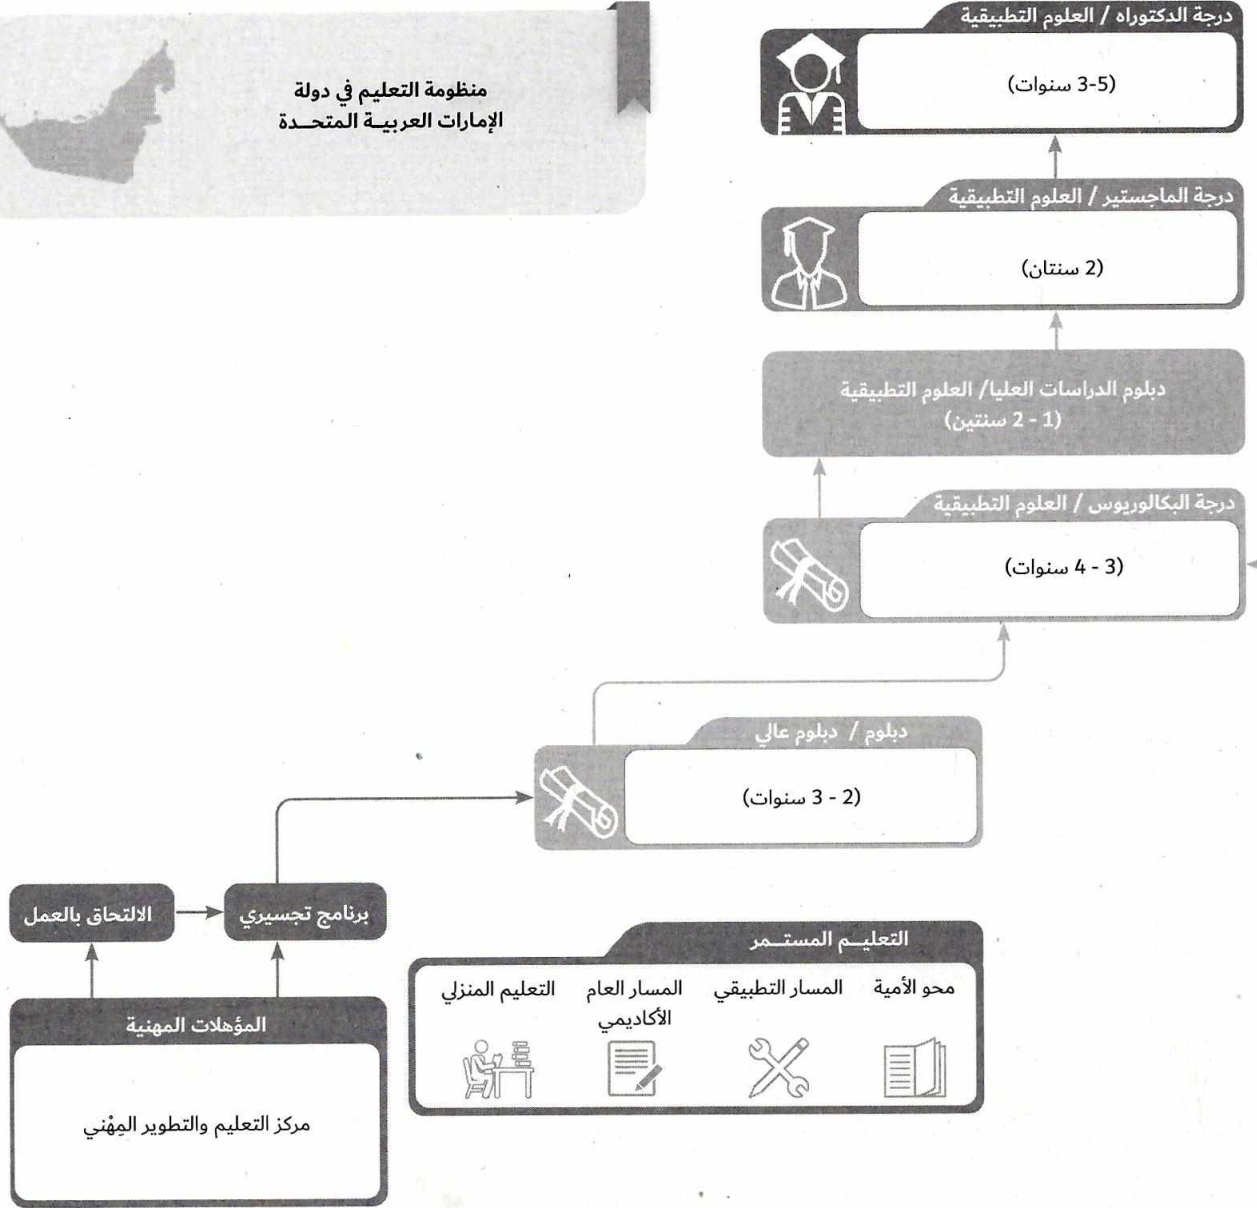 منظومة التعليم في دولة
الإمارات العربيـة المتحـدة
درجة الدكتوراه / العلوم التطبيقية
(3-5 سنوات)
درجة الماجستير / العلوم التطبيقية
(2 سنتان)
دبلوم الدراسات العليا/ العلوم التطبيقية
(1 - 2 سنتين)
درجة البكالوريوس / العلوم التطبيقية
(3 - 4 سنوات)
دبلوم / دبلوم عالي
(2 - 3 سنوات)
برنامج تجسيري
الالتحاق بالعمل
التعليـم المستـمر
محو الأمية
المسار التطبيقي
المسار العام
الأكاديمي
التعليم المنزلي
المؤهلات المهنية
مركز التعليم والتطوير المِهْني